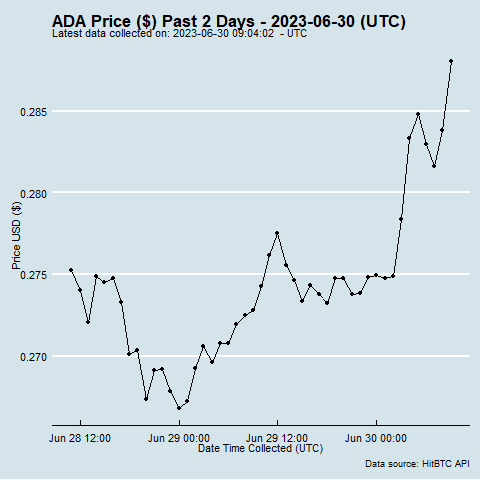 ADA Price ($) Past 2 Days - 2023-06-30 (UTC)
Latest data collected on: 2023-06-30 09:04:02 - UTC
0.285
0.280
0.275
0.270
Price USD ($)
Jun 28 12:00 Jun 29 00:00 Jun 29 12:00 Jun 30 00:00
Date Time Collected (UTC)
Data source: HitBTC API